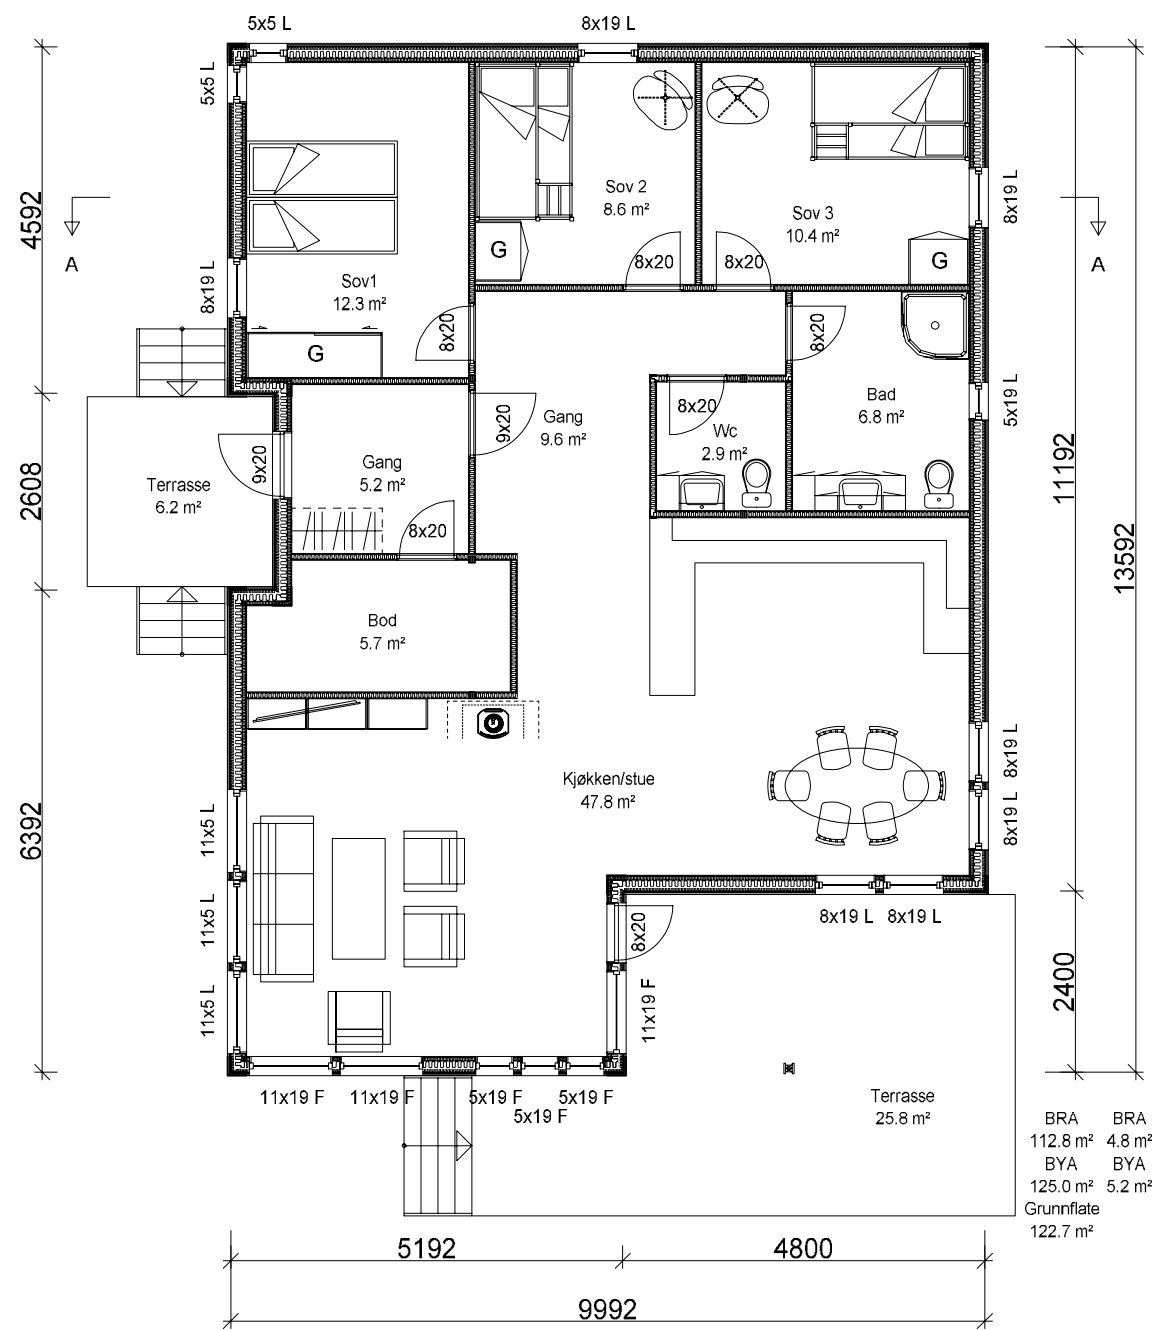 5x5 L
8x19 L
5x5 L
4592
A
8x19 L
Sov 2
8.6 m²
Sov 3
10.4 m²
8x19 L
A
G
8x20
8x20
G
Sov1
12.3 m²
G
8x20
8x20
5x19 L
11192
13592
Bad
6.8 m²
8x20
Wc
2.9 m²
Gang
9.6 m²
9x20
9x20
Gang
5.2 m²
8x20
Terrasse
6.2 m²
2608
Bod
5.7 m²
Kjøkken/stue
47.8 m²
8x19 L
8x19 L
6392
11x5 L
11x5 L
11x5 L
8x19 L
8x19 L
8x20
11x19 F
2400
11x19 F
11x19 F
5x19 F
5x19 F
5x19 F
Terrasse
25.8 m²
BRA
112.8 m²
BYA
125.0 m²
Grunnflate
122.7 m²
BRA
4.8 m²
BYA
5.2 m²
5192
4800
9992